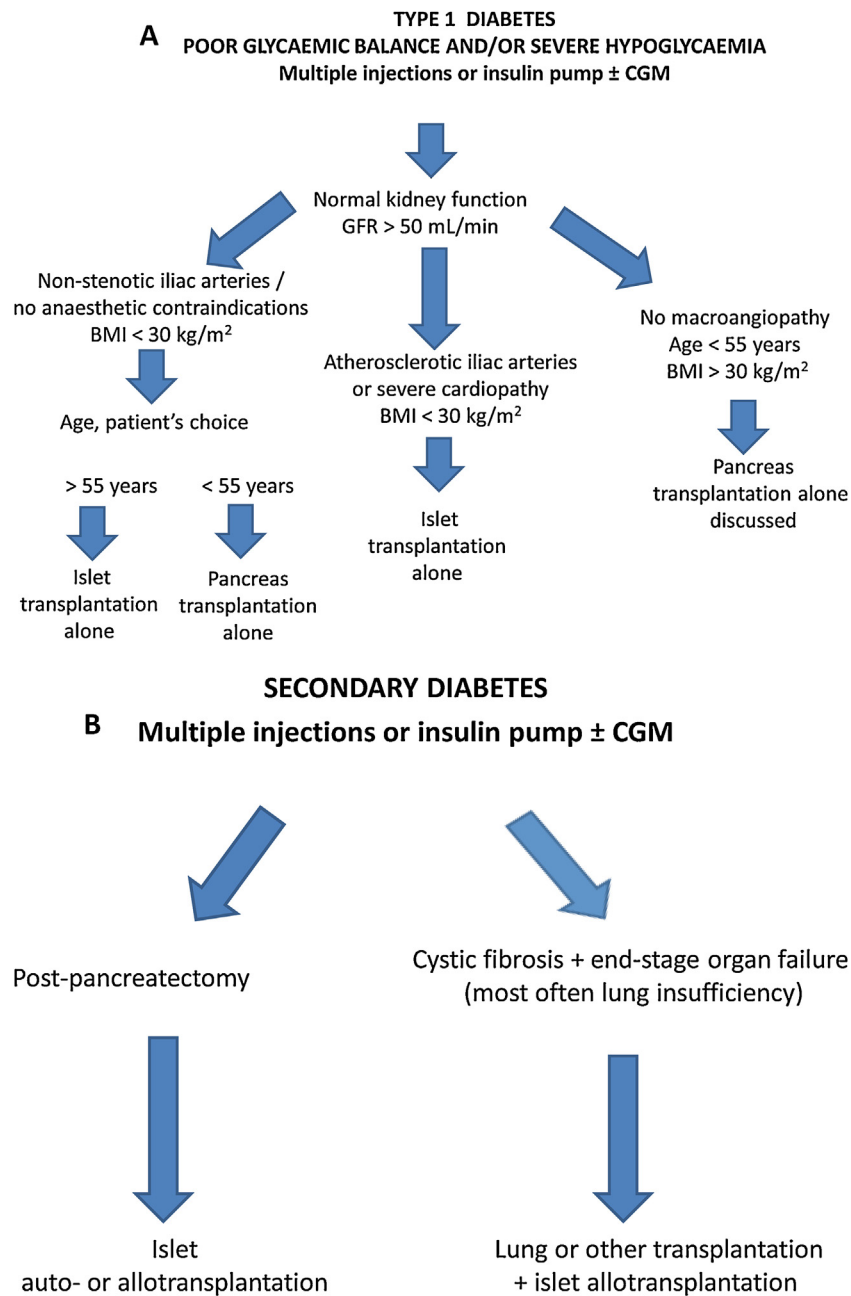 A
TYPE 1 DIABETES
POOR GLYCAEMIC BALANCE AND/OR SEVERE HYPOGLYCAEMIA
Multiple injections or insulin pump ± CGM
Normal kidney function
GFR > 50 mL/min
Non-stenotic iliac arteries /
no anaesthetic contraindications
BMI < 30 kg/m²
Age, patient’s choice
> 55 years
Islet
transplantation
alone
< 55 years
Pancreas
transplantation
alone
Atherosclerotic iliac arteries
or severe cardiopathy
BMI < 30 kg/m²
Islet
transplantation
alone
No macroangiopathy
Age < 55 years
BMI > 30 kg/m²
Pancreas
transplantation alone
discussed
B
SECONDARY DIABETES
Multiple injections or insulin pump ± CGM
Post-pancreatectomy
Islet
auto- or allotransplantation
Cystic fibrosis + end-stage organ failure
(most often lung insufficiency)
Lung or other transplantation
+ islet allotransplantation